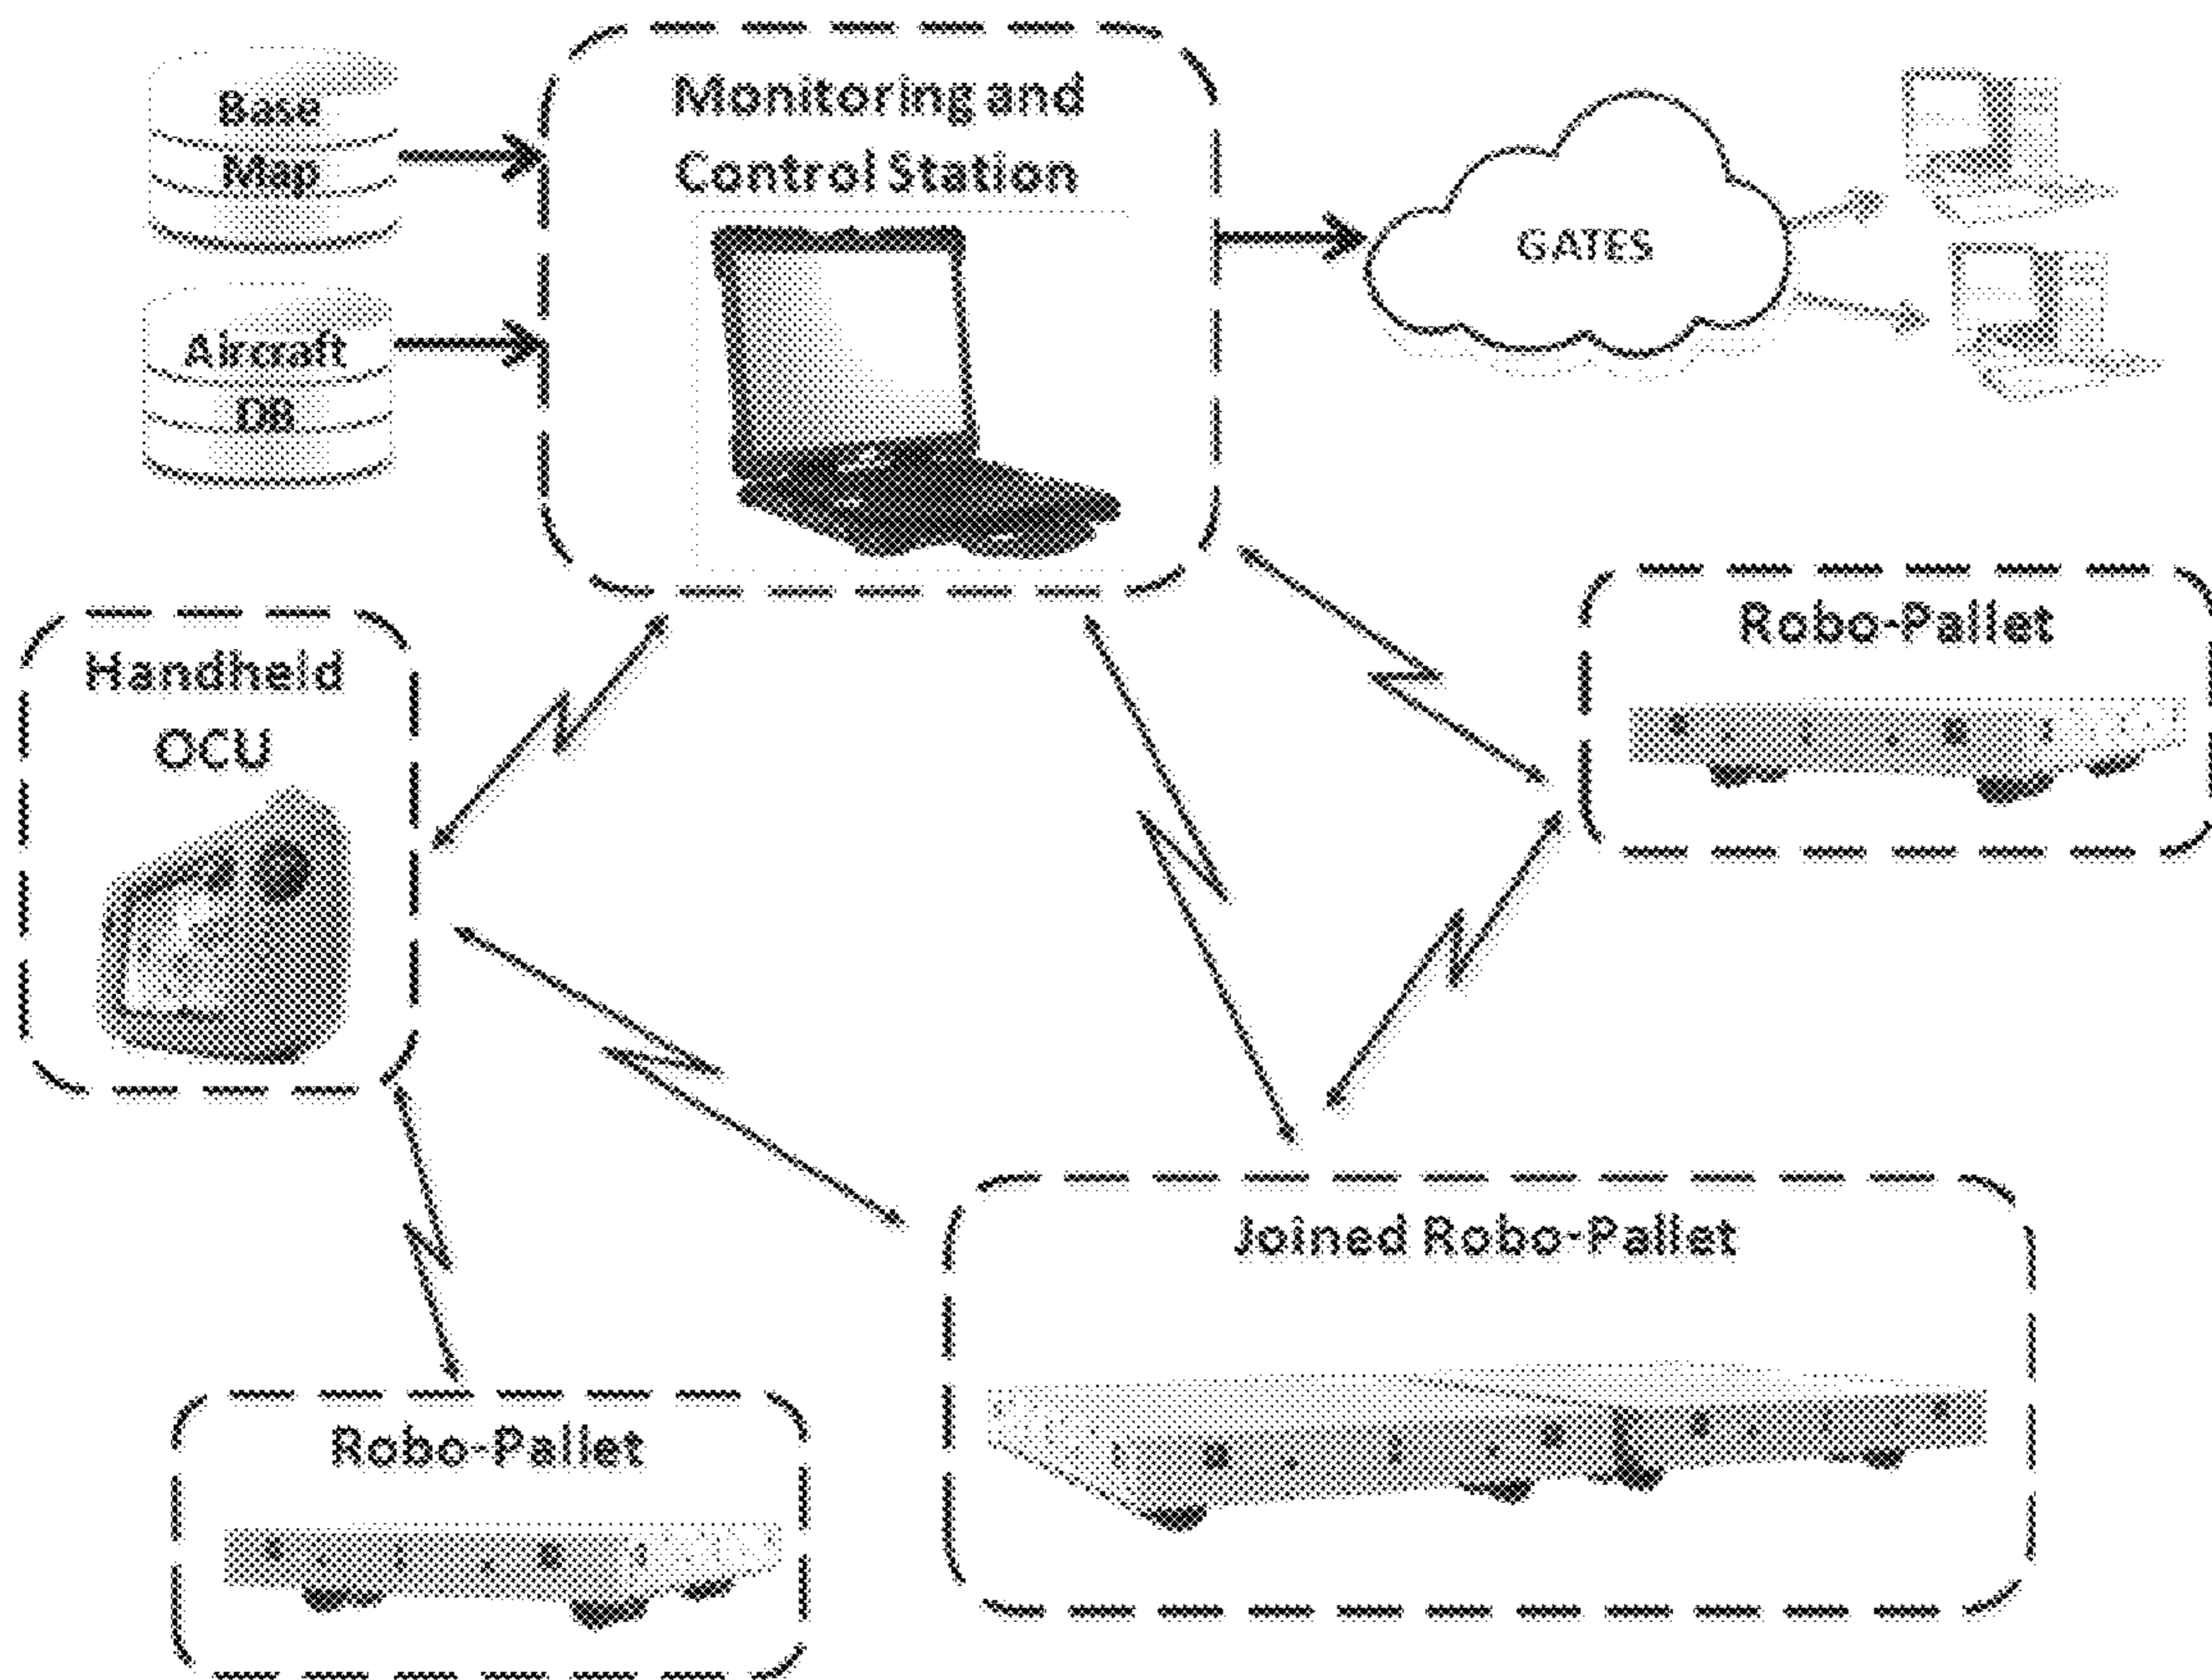 Base
Map
Monitoring and
Control Station
GATES
Aircraft
DB
Handheld
OCU
Robo-Pallet
Joined Robo-Pallet
Robo-Pallet